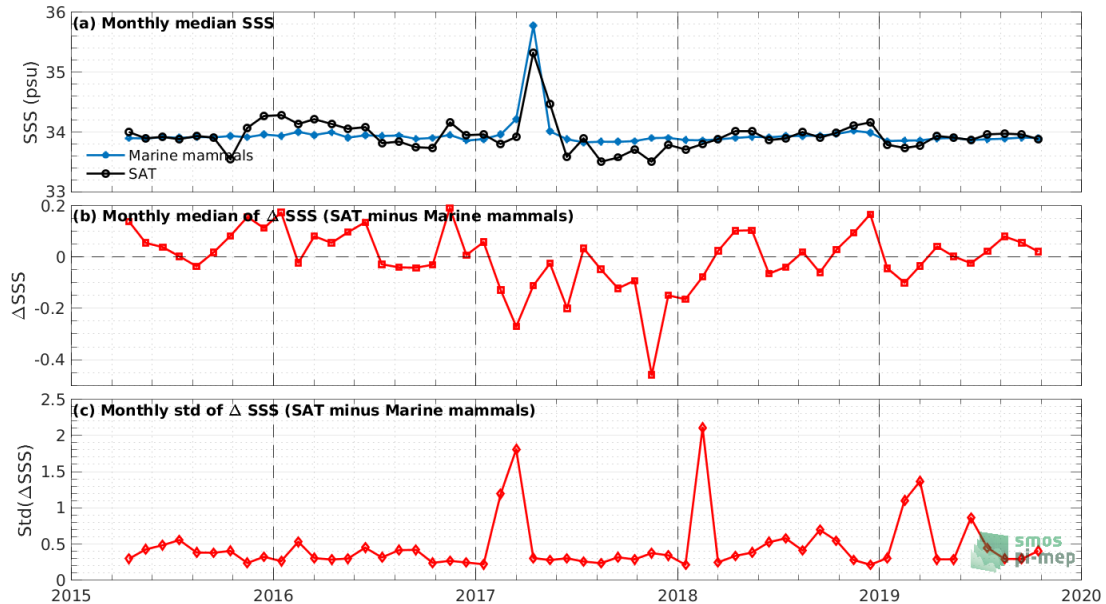 36
(a) Monthly median SSS
35
SSS (psu)
34
Marine mammals
SAT
33
0.2
(b) Monthly median of Δ SSS (SAT minus Marine mammals)
0
ΔSSS
-0.2
-0.4
2.5
(c) Monthly std of Δ SSS (SAT minus Marine mammals)
2
1.5
Std(ΔSSS)
1
0.5
smos
pi-mep
0
2015 2016 2017 2018 2019 2020